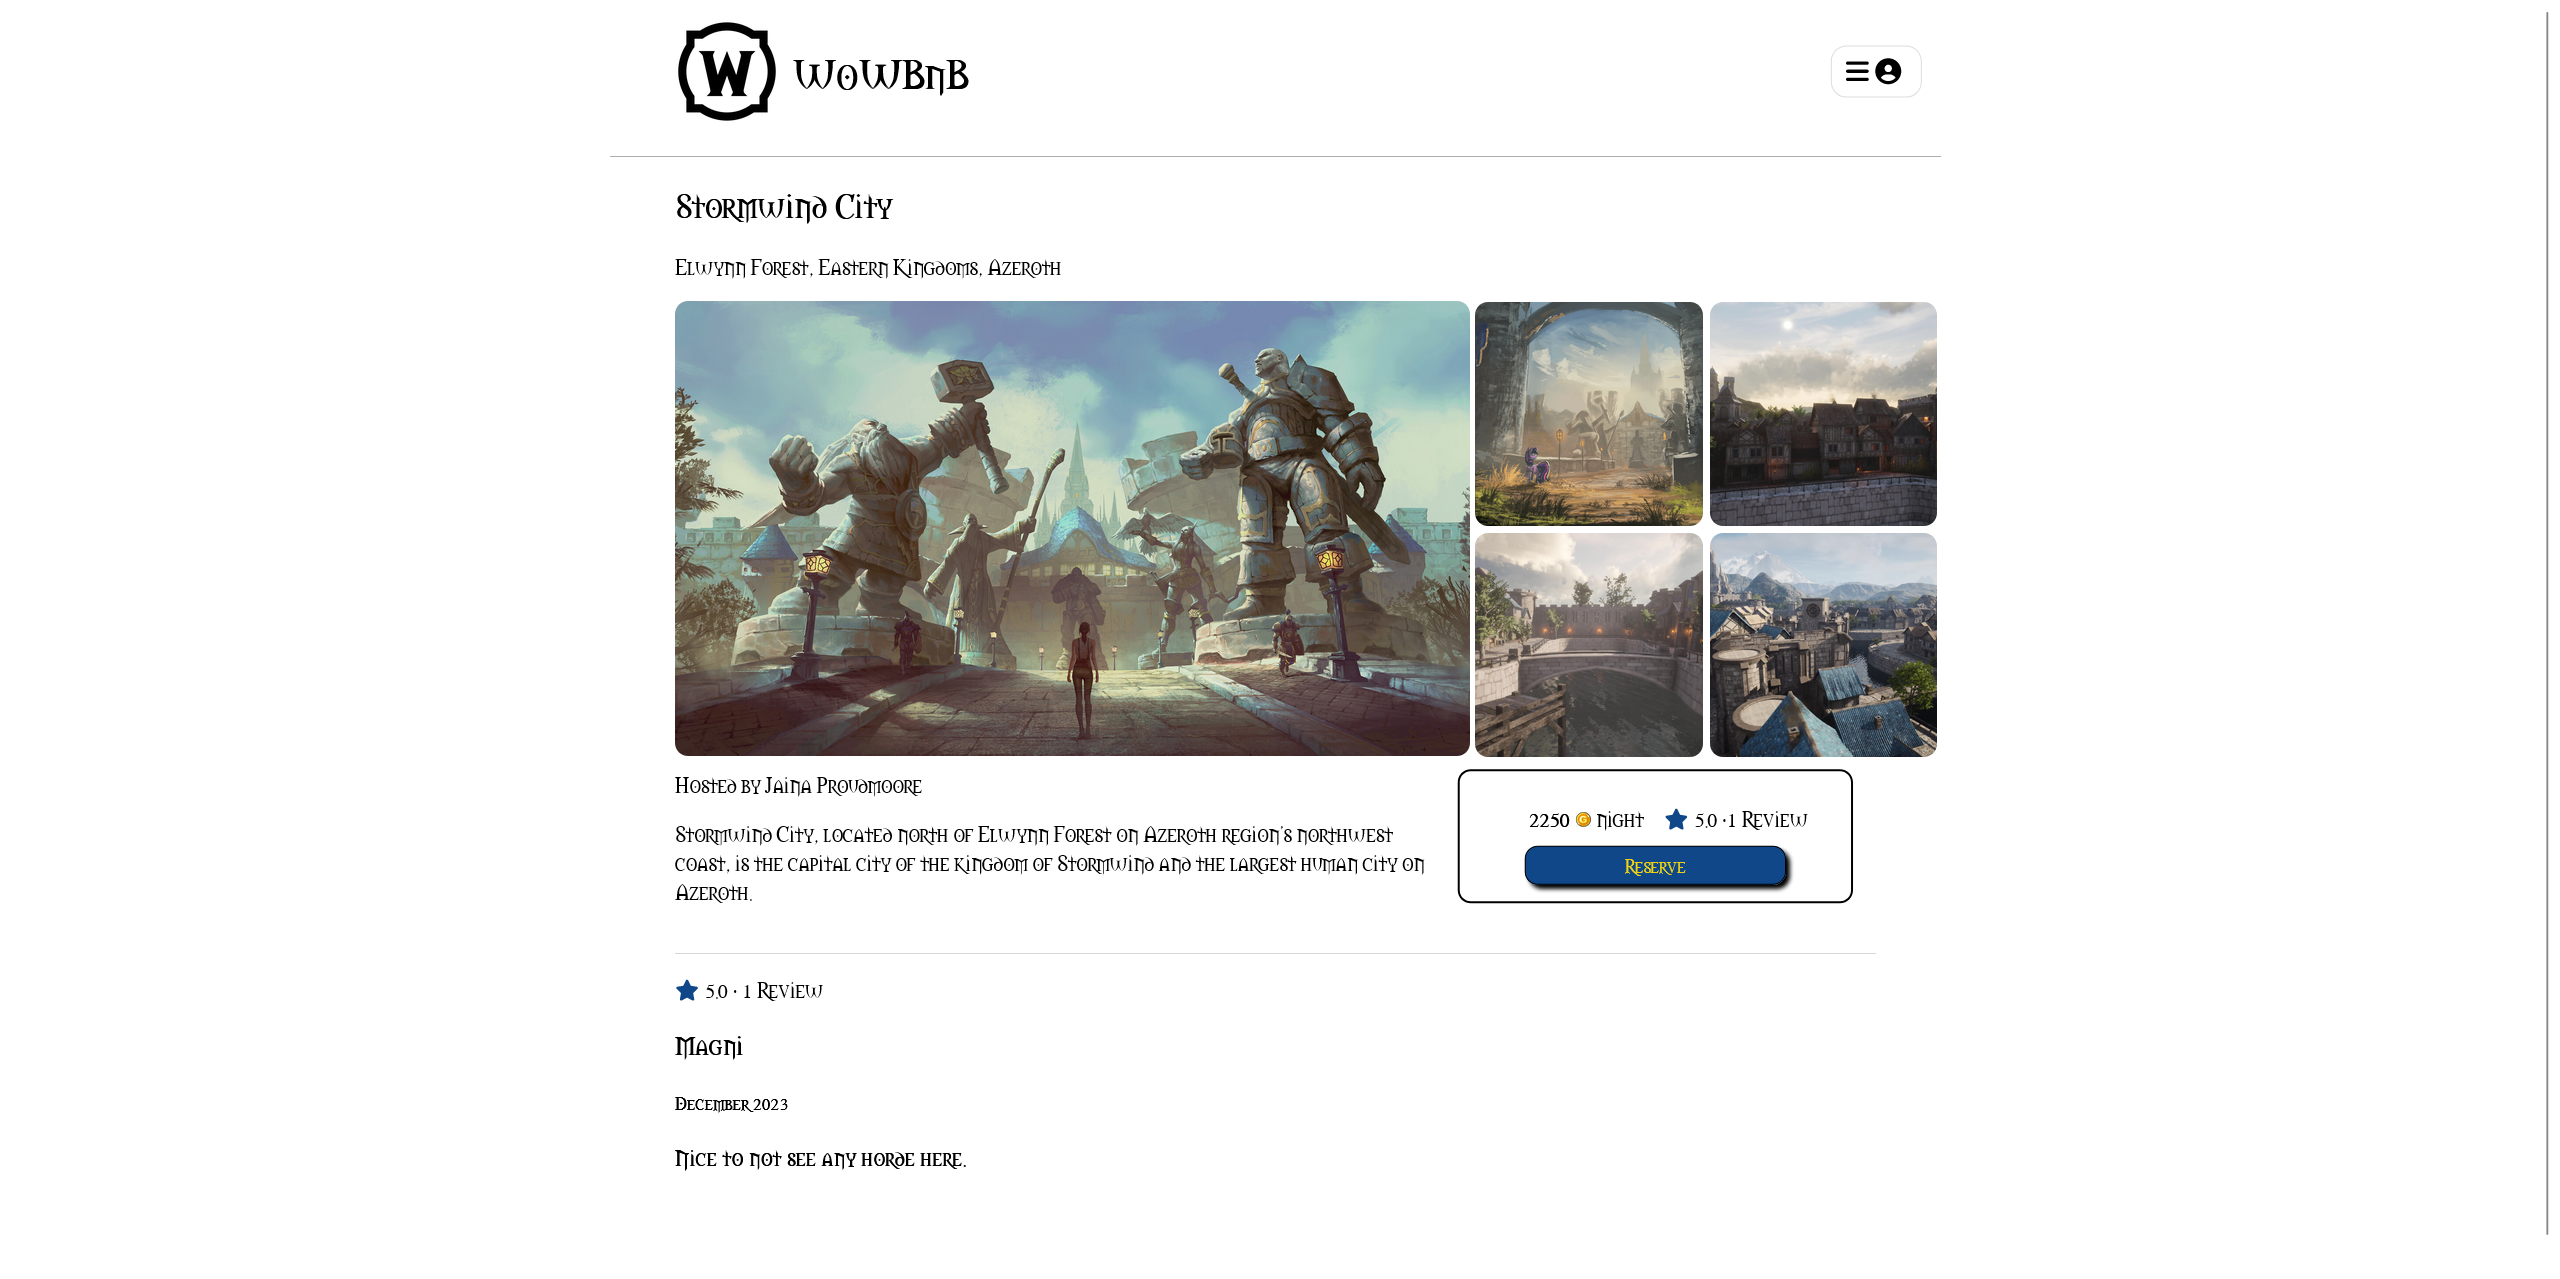 W
WoWBnB
Stormwind City
Elwynn Forest, Eastern Kingdoms, Azeroth
Hosted by Jaina Proudmoore
Stormwind City, located north of Elwynn Forest on Azeroth region's northwest
coast, is the capital city of the kingdom of Stormwind and the largest human city on
Azeroth.
2250 G night 5.0 ·1 Review
Reserve
5.0 · 1 Review
Magni
December 2023
Nice to not see any horde here.